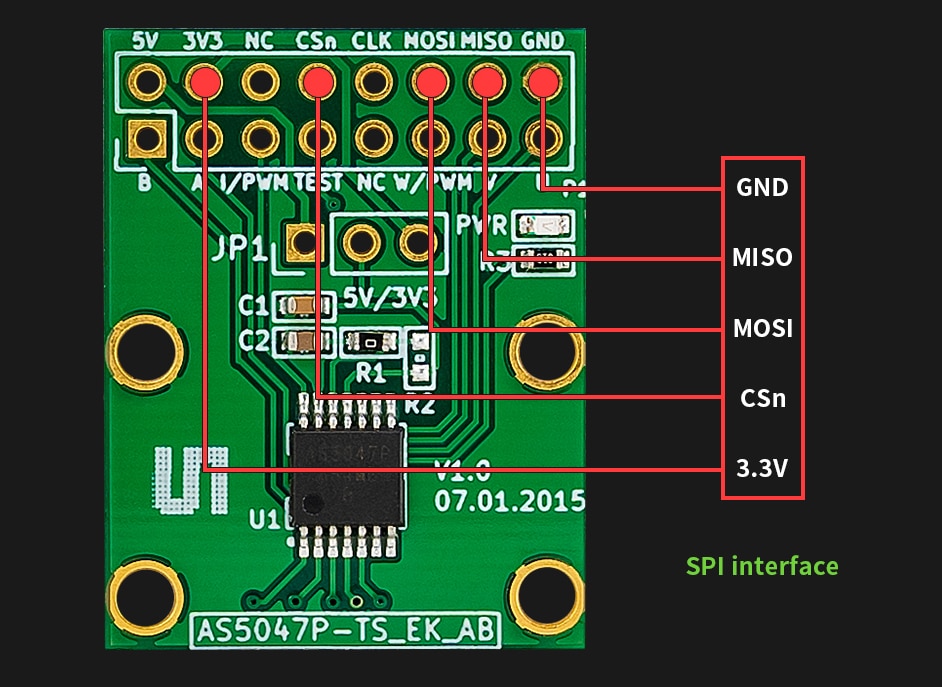 5V 3V3 NC CSn CLK MOSI MISO GND
B A I/PWM TEST NC W/PWM V U P1
GND
PWR
JP1
MISO
R3
5V/3V3
C1
MOSI
C2
R1
CSn
R2
AS5047P
3.3V
V1.0
07.01.2015
U1
SPI interface
AS5047P-TS_EK_AB